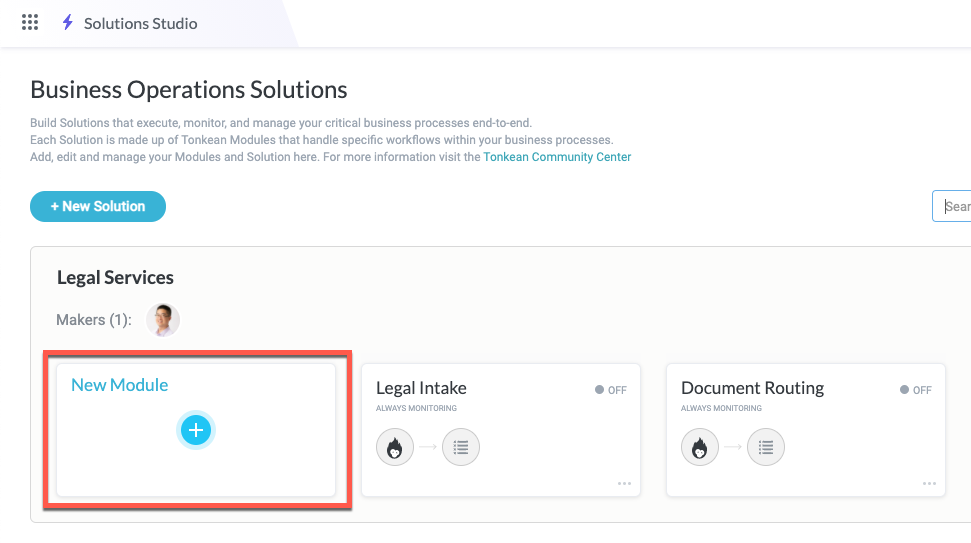 Solutions Studio
Business Operations Solutions
Build Solutions that execute, monitor, and manage your critical business processes end-to-end.
Each Solution is made up of Tonkean Modules that handle specific workflows within your business processes.
Add, edit and manage your Modules and Solution here. For more information visit the Tonkean Community Center
+ New Solution
Sear
Legal Services
Makers (1):
New Module
Legal Intake
OFF
ALWAYS MONITORING
Document Routing
OFF
ALWAYS MONITORING